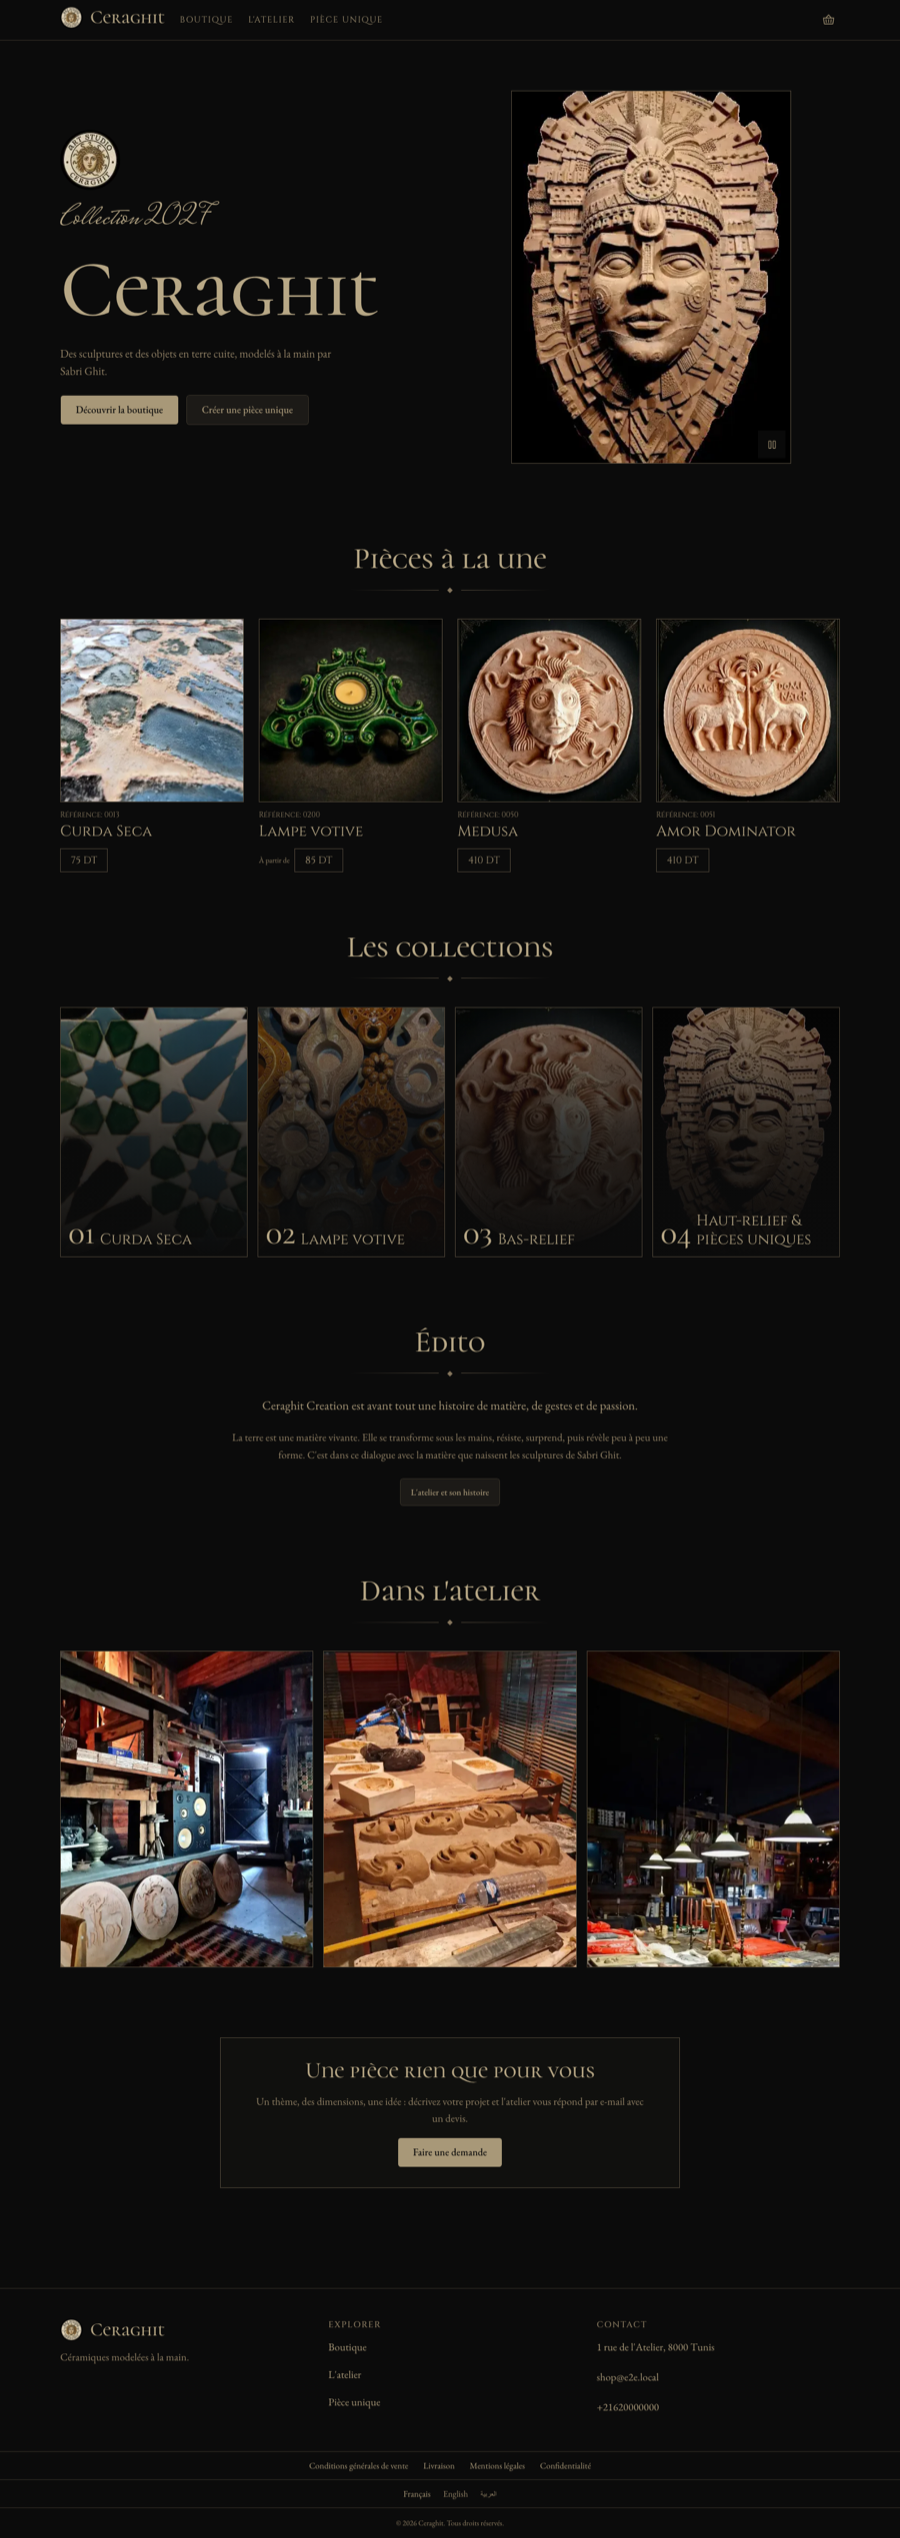 Ceraghit
BOUTIQUE
L'ATELIER
PIÈCE UNIQUE
ART STUDIO
CERAGHIT
Collection 2027
Ceraghit
Des sculptures et des objets en terre cuite, modelés à la main par
Sabri Ghit.
Découvrir la boutique
Créer une pièce unique
Pièces à la une
RÉFÉRENCE: 0013
Curda Seca
75 DT
RÉFÉRENCE: 0200
Lampe votive
À partir de
85 DT
RÉFÉRENCE: 0050
Medusa
410 DT
RÉFÉRENCE: 0051
Amor Dominator
410 DT
Les collections
01 Curda Seca
02 Lampe votive
03 Bas-relief
04 Haut-relief &
pièces uniques
Édito
Ceraghit Creation est avant tout une histoire de matière, de gestes et de passion.
La terre est une matière vivante. Elle se transforme sous les mains, résiste, surprend, puis révèle peu à peu une
forme. C'est dans ce dialogue avec la matière que naissent les sculptures de Sabri Ghit.
L'atelier et son histoire
Dans l'atelier
Une pièce rien que pour vous
Un thème, des dimensions, une idée : décrivez votre projet et l'atelier vous répond par e-mail avec
un devis.
Faire une demande
Ceraghit
Céramiques modelées à la main.
EXPLORER
Boutique
L'atelier
Pièce unique
CONTACT
1 rue de l'Atelier, 8000 Tunis
shop@e2e.local
+21620000000
Conditions générales de vente
Livraison
Mentions légales
Confidentialité
Français
English
العربية
© 2026 Ceraghit. Tous droits réservés.